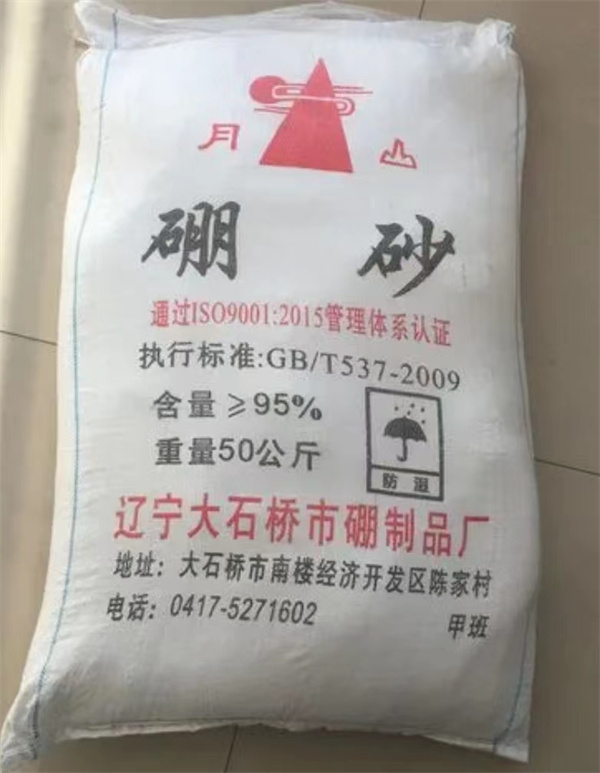 月 山
硼 砂
通过ISO9001:2015管理体系认证
执行标准:GB/T537-2009
含量≥95%
重量50公斤
防湿
辽宁大石桥市硼制品厂
地址：大石桥市南楼经济开发区陈家村
电话：0417-5271602
甲班